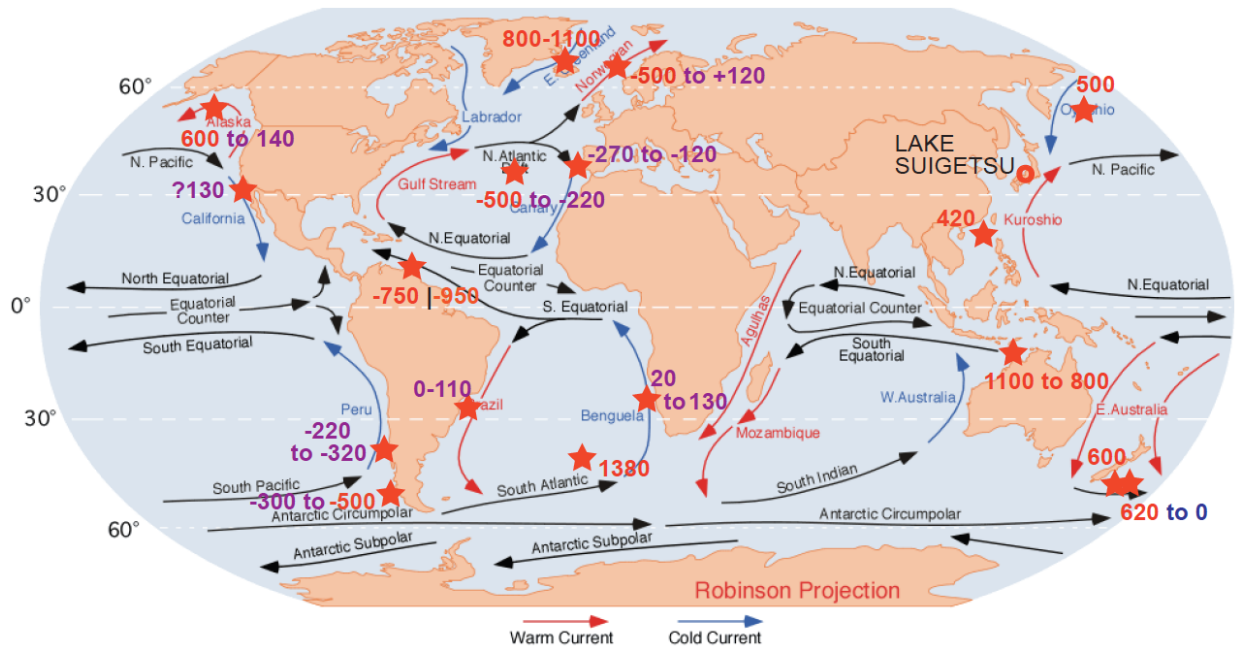 800-1100
E. Greenland
Norwegian
-500 to +120
60°
500
Oyashio
Alaska
600 to 140
Labrador
LAKE
SUIGETSU
N. Pacific
N.Atlantic
Drift
-270 to -120
N. Pacific
?130
30°
Gulf Stream
-500 to -220
Canary
California
420
Kuroshio
N.Equatorial
North Equatorial
Equatorial
Counter
N.Equatorial
N.Equatorial
-750 |-950
0°
Equatorial
Counter
S. Equatorial
Agulhas
Equatorial Counter
South Equatorial
South
Equatorial
0-110
20
to 130
1100 to 800
Peru
Brazil
Benguela
W.Australia
E.Australia
30°
-220
to -320
Mozambique
1380
600
South Pacific
South Atlantic
South Indian
-300 to -500
620 to 0
Antarctic Circumpolar
Antarctic Circumpolar
60°
Antarctic Subpolar
Antarctic Subpolar
Robinson Projection
Warm Current
Cold Current